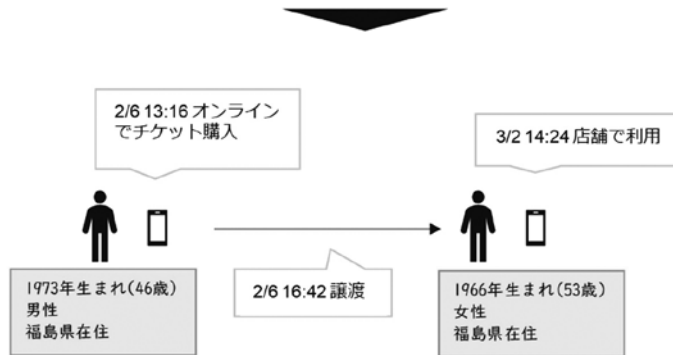 2/6 13:16 オンライン
でチケット購入
3/2 14:24 店舗で利用
2/6 16:42 譲渡
1973年生まれ(46歳)
男性
福島県在住
1966年生まれ(53歳)
女性
福島県在住